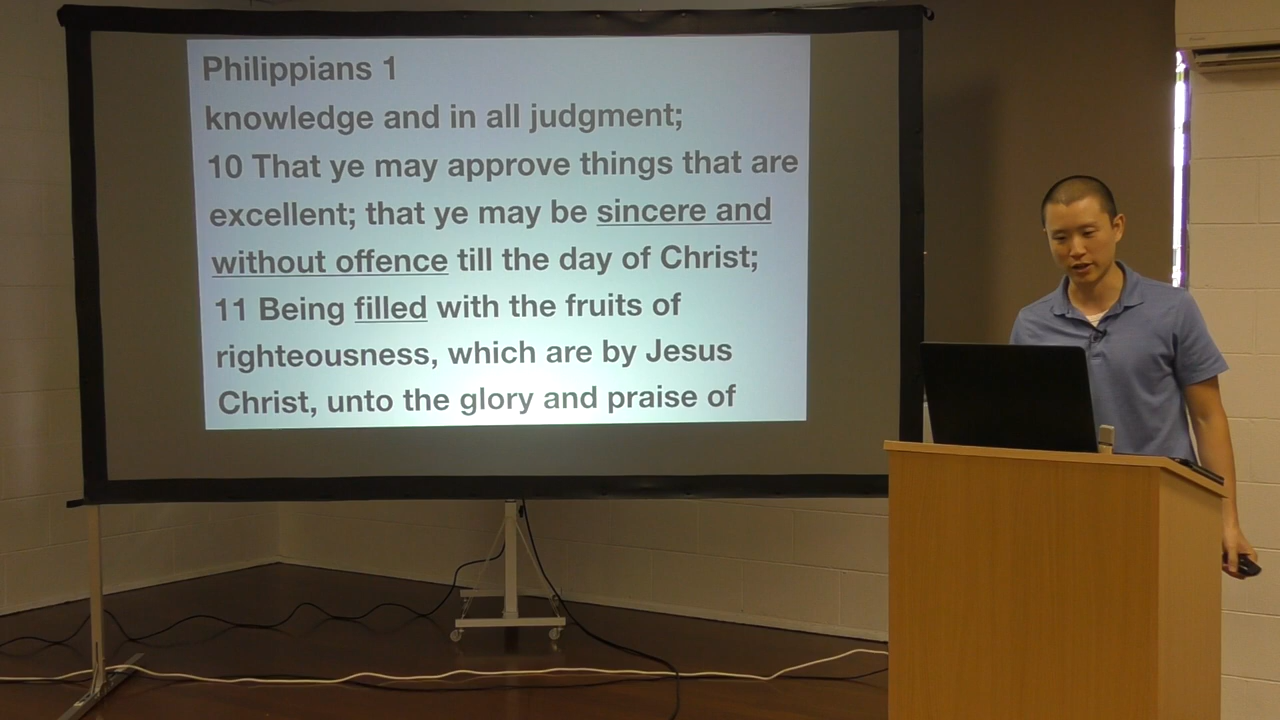 Philippians 1
knowledge and in all judgment;
10 That ye may approve things that are
excellent; that ye may be sincere and
without offence till the day of Christ;
11 Being filled with the fruits of
righteousness, which are by Jesus
Christ, unto the glory and praise of